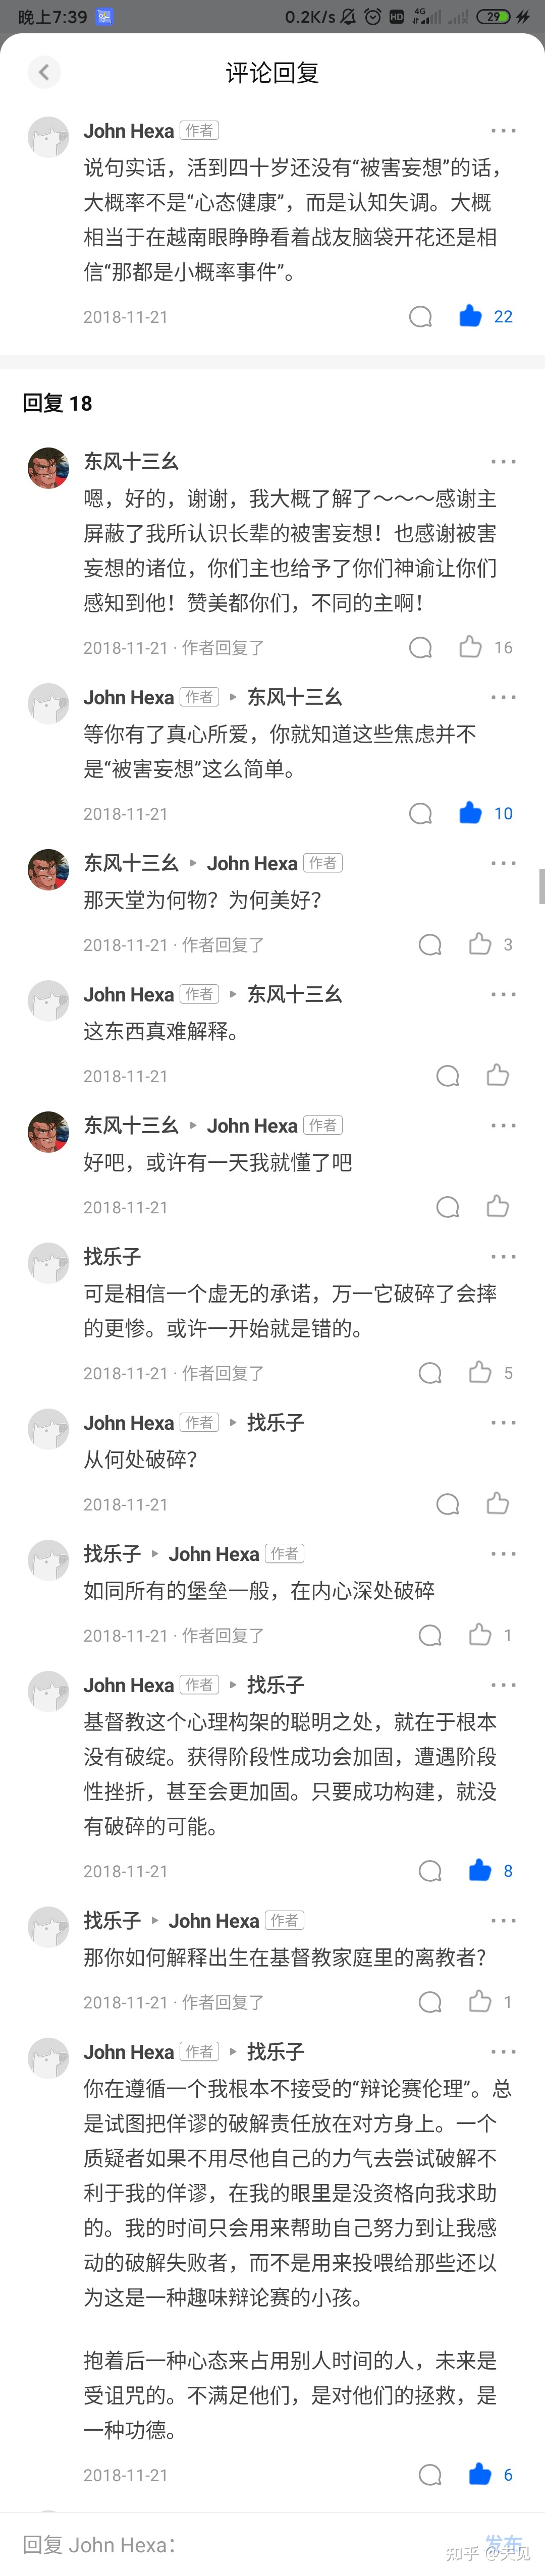 晚上7:39
0.2K/s
HD
4G
29
评论回复
John Hexa 作者
说句实话，活到四十岁还没有“被害妄想”的话，
大概率不是“心态健康”，而是认知失调。大概
相当于在越南眼睁睁看着战友脑袋开花还是相
信“那都是小概率事件”。
2018-11-21
22
回复 18
东风十三幺
嗯，好的，谢谢，我大概了解了～～～感谢主
屏蔽了我所认识长辈的被害妄想！也感谢被害
妄想的诸位，你们主也给予了你们神谕让你们
感知到他！赞美都你们，不同的主啊！
2018-11-21 · 作者回复了
16
John Hexa 作者 ▸ 东风十三幺
等你有了真心所爱，你就知道这些焦虑并不
是“被害妄想”这么简单。
2018-11-21
10
东风十三幺 ▸ John Hexa 作者
那天堂为何物？为何美好？
2018-11-21 · 作者回复了
3
John Hexa 作者 ▸ 东风十三幺
这东西真难解释。
2018-11-21
东风十三幺 ▸ John Hexa 作者
好吧，或许有一天我就懂了吧
2018-11-21
找乐子
可是相信一个虚无的承诺，万一它破碎了会摔
的更惨。或许一开始就是错的。
2018-11-21 · 作者回复了
5
John Hexa 作者 ▸ 找乐子
从何处破碎？
2018-11-21
找乐子 ▸ John Hexa 作者
如同所有的堡垒一般，在内心深处破碎
2018-11-21 · 作者回复了
1
John Hexa 作者 ▸ 找乐子
基督教这个心理构架的聪明之处，就在于根本
没有破绽。获得阶段性成功会加固，遭遇阶段
性挫折，甚至会更加固。只要成功构建，就没
有破碎的可能。
2018-11-21
8
找乐子 ▸ John Hexa 作者
那你如何解释出生在基督教家庭里的离教者？
2018-11-21 · 作者回复了
1
John Hexa 作者 ▸ 找乐子
你在遵循一个我根本不接受的“辩论赛伦理”。总
是试图把佯谬的破解责任放在对方身上。一个
质疑者如果不用尽他自己的力气去尝试破解不
利于我的佯谬，在我的眼里是没资格向我求助
的。我的时间只会用来帮助自己努力到让我感
动的破解失败者，而不是用来投喂给那些还以
为这是一种趣味辩论赛的小孩。
抱着后一种心态来占用别人时间的人，未来是
受诅咒的。不满足他们，是对他们的拯救，是
一种功德。
2018-11-21
6
回复 John Hexa：
发布
知乎 @关见